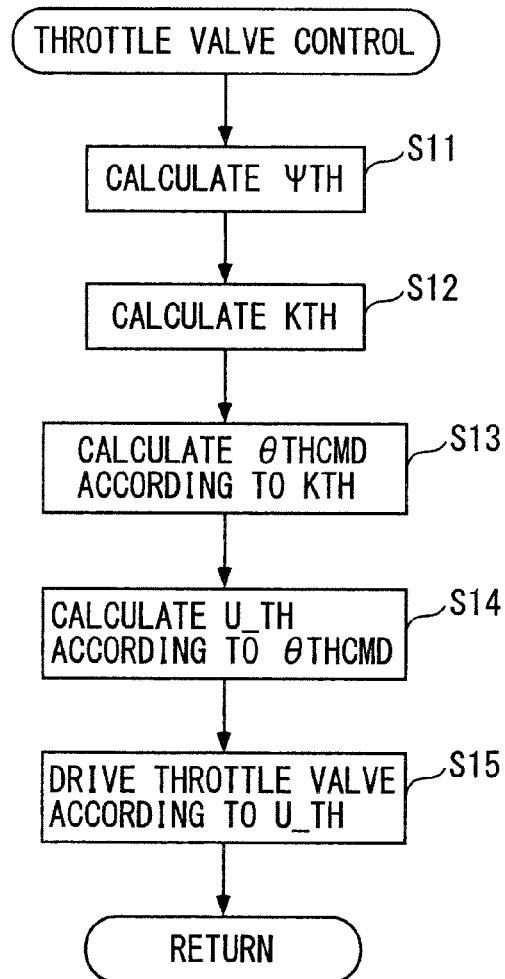 THROTTLE VALVE CONTROL
S11
CALCULATE ΨTH
S12
CALCULATE KTH
S13
CALCULATE θTHCMD
ACCORDING TO KTH
S14
CALCULATE U_TH
ACCORDING TO θTHCMD
S15
DRIVE THROTTLE VALVE
ACCORDING TO U_TH
RETURN